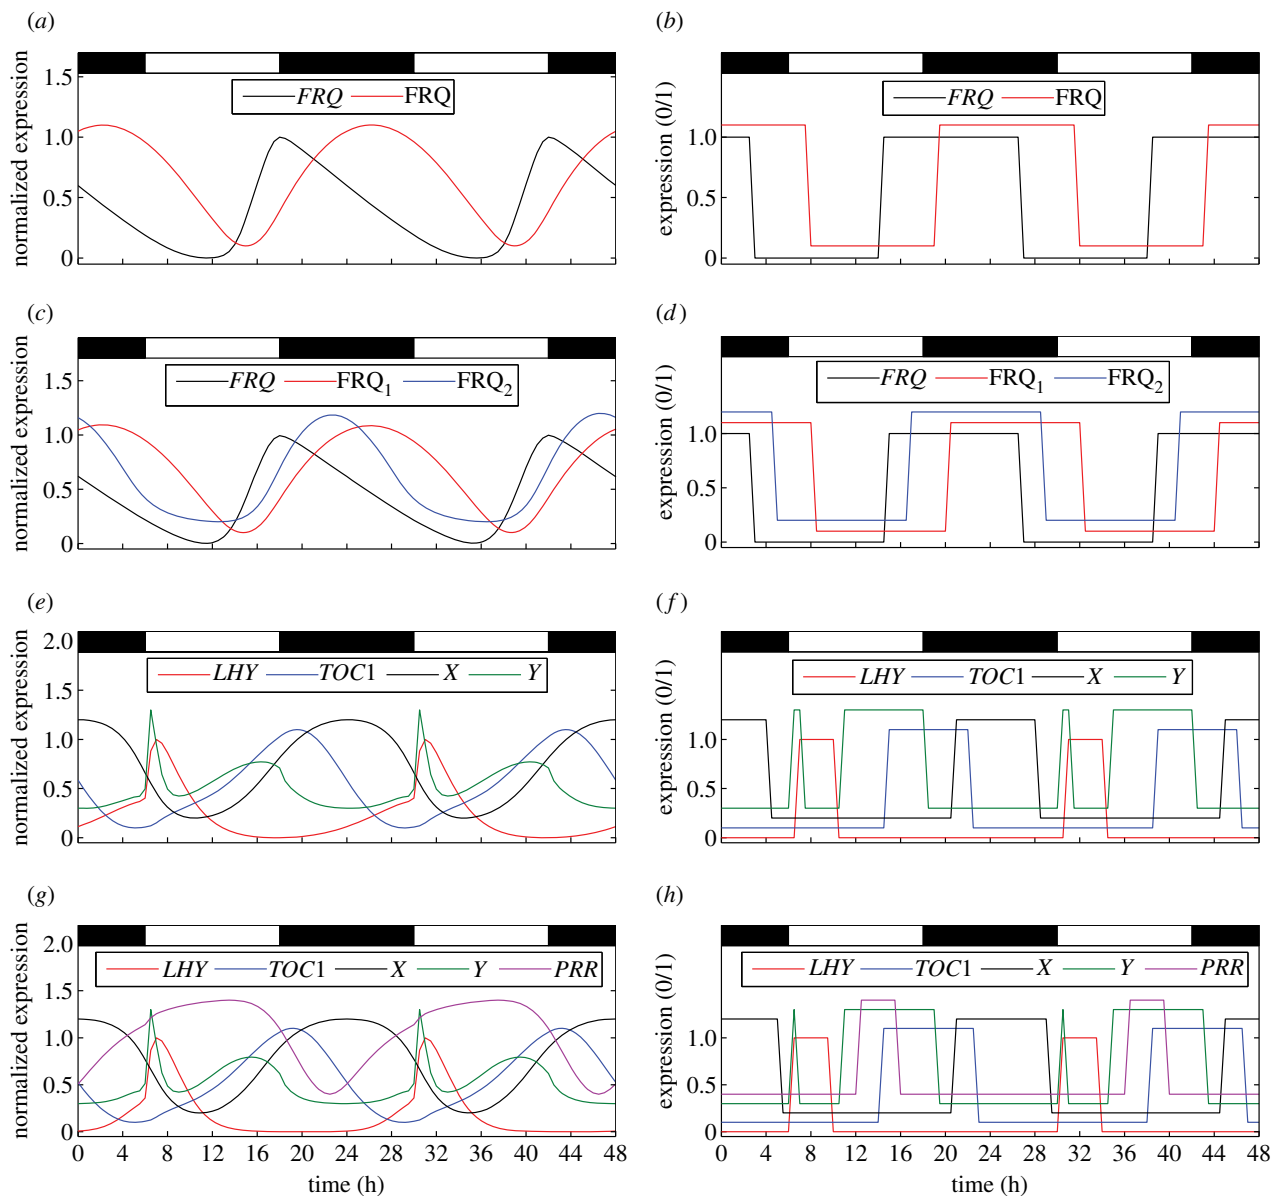 (a)
normalized expression
1.5
1.0
0.5
0
FRQ FRQ
(b)
expression (0/1)
1.0
0.5
0
FRQ FRQ
(c)
normalized expression
1.5
1.0
0.5
0
FRQ FRQ1 FRQ2
(d)
expression (0/1)
1.0
0.5
0
FRQ FRQ1 FRQ2
(e)
normalized expression
2.0
1.5
1.0
0.5
0
LHY TOC1 X Y
(f)
expression (0/1)
1.0
0.5
0
LHY TOC1 X Y
(g)
normalized expression
2.0
1.5
1.0
0.5
0
LHY TOC1 X Y PRR
0 4 8 12 16 20 24 28 32 36 40 44 48
time (h)
(h)
expression (0/1)
1.0
0.5
0
LHY TOC1 X Y PRR
0 4 8 12 16 20 24 28 32 36 40 44 48
time (h)